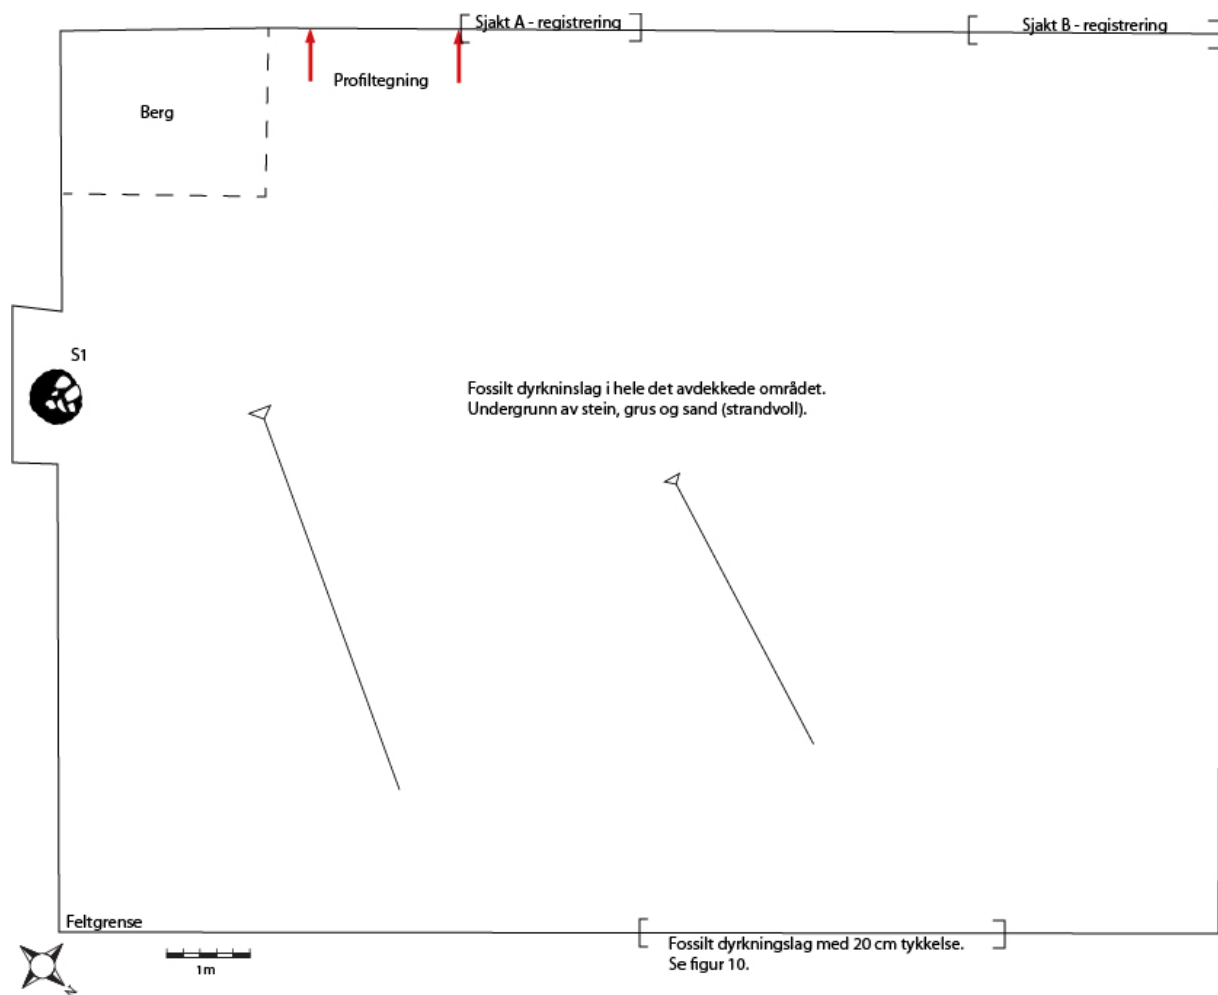 Sjakt A - registrering
Sjakt B - registrering
Profiltegning
Berg
S1
Fossilt dyrkninslag i hele det avdekkede området.
Undergrunn av stein, grus og sand (strandvoll).
Feltgrense
Fossilt dyrkningslag med 20 cm tykkelse.
Se figur 10.
1m
N